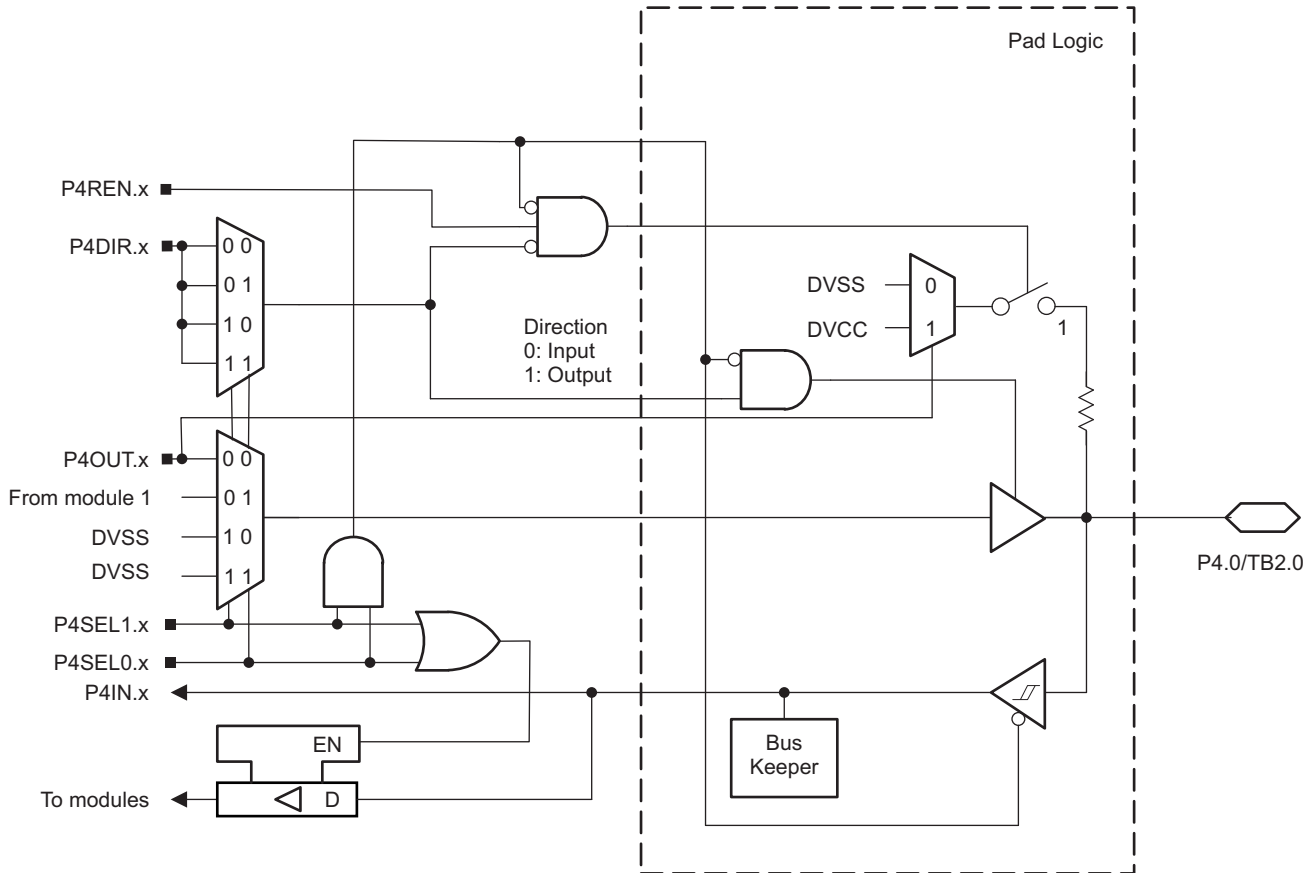 Pad Logic
P4REN.x
P4DIR.x
0 0
0 1
1 0
1 1
Direction
0: Input
1: Output
DVSS
0
DVCC
1
1
P4OUT.x
0 0
From module 1
0 1
DVSS
1 0
DVSS
1 1
P4.0/TB2.0
P4SEL1.x
P4SEL0.x
P4IN.x
EN
Bus
Keeper
To modules
D